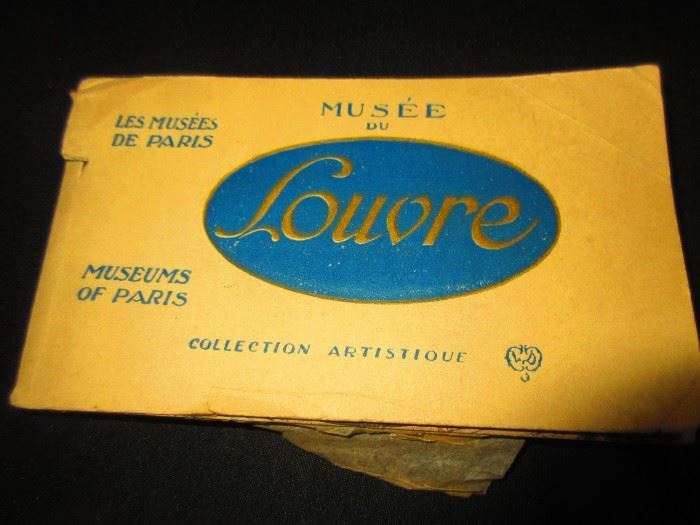 LES MUSÉES
DE PARIS
MUSÉE
DU
Louvre
MUSEUMS
OF PARIS
COLLECTION ARTISTIQUE